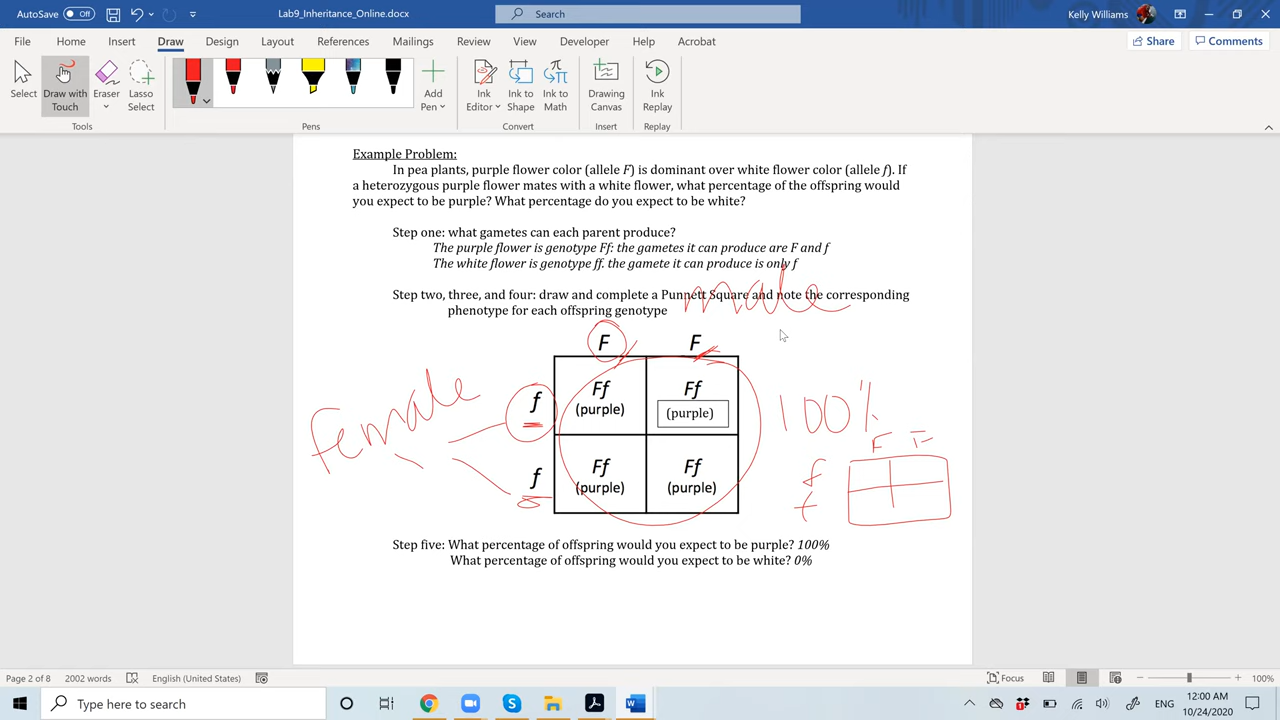 AutoSave Off Lab9_Inheritance_Online.docx Search Kelly Williams
File Home Insert Draw Design Layout References Mailings Review View Developer Help Acrobat Share Comments
Select Draw with Touch Eraser Lasso Select Add Pen Ink Editor Ink to Shape Ink to Math Drawing Canvas Ink Replay
Tools Pens Convert Insert Replay
Example Problem:
In pea plants, purple flower color (allele F) is dominant over white flower color (allele f). If
a heterozygous purple flower mates with a white flower, what percentage of the offspring would
you expect to be purple? What percentage do you expect to be white?
Step one: what gametes can each parent produce?
The purple flower is genotype Ff: the gametes it can produce are F and f
The white flower is genotype ff. the gamete it can produce is only f
Step two, three, and four: draw and complete a Punnett Square and note the corresponding
phenotype for each offspring genotype
male
F F
female
f Ff Ff
(purple) (purple)
100%
F F
f
f
f Ff Ff
(purple) (purple)
Step five: What percentage of offspring would you expect to be purple? 100%
What percentage of offspring would you expect to be white? 0%
Page 2 of 8 2002 words English (United States) Focus 100%
Type here to search ENG 12:00 AM
10/24/2020